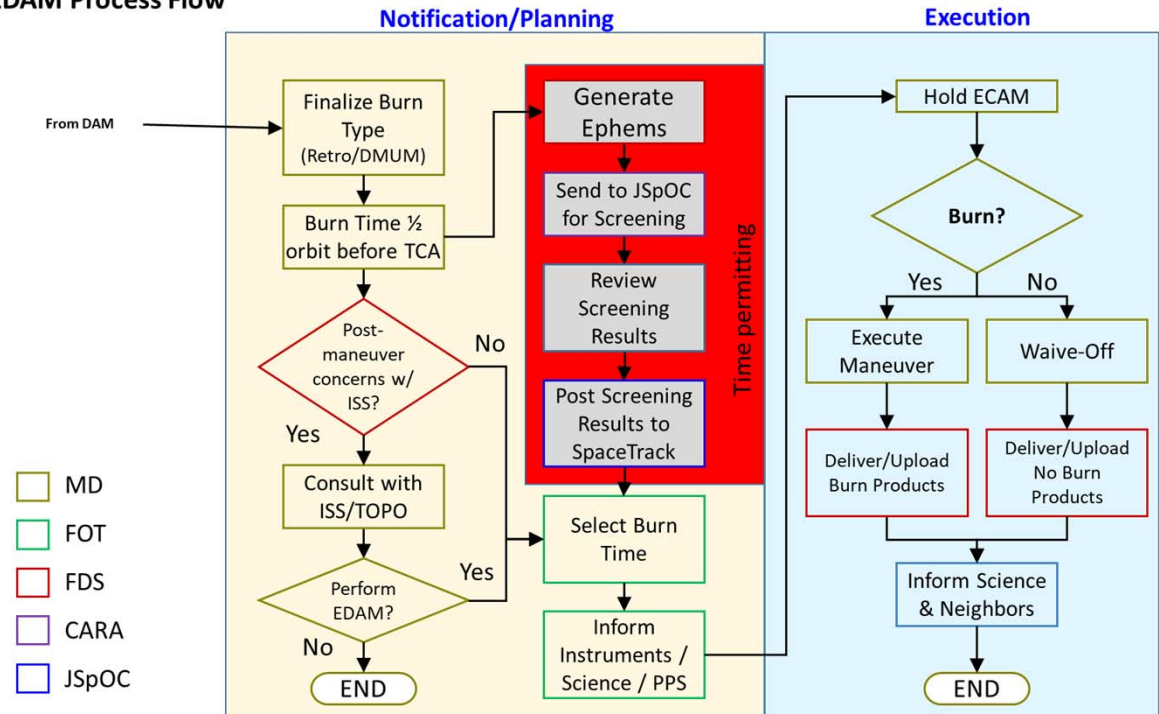 EDAM Process Flow
Notification/Planning
Execution
From DAM
Finalize Burn
Type
(Retro/DMUM)
Burn Time ½
orbit before TCA
Post-
maneuver
concerns w/
ISS?
No
Yes
Consult with
ISS/TOPO
Perform
EDAM?
Yes
No
END
Generate
Ephems
Send to JSpOC
for Screening
Review
Screening
Results
Post Screening
Results to
SpaceTrack
Time permitting
Select Burn
Time
Inform
Instruments /
Science / PPS
Hold ECAM
Burn?
Yes
No
Execute
Maneuver
Waive-Off
Deliver/Upload
Burn Products
Deliver/Upload
No Burn
Products
Inform Science
& Neighbors
END
MD
FOT
FDS
CARA
JSpOC